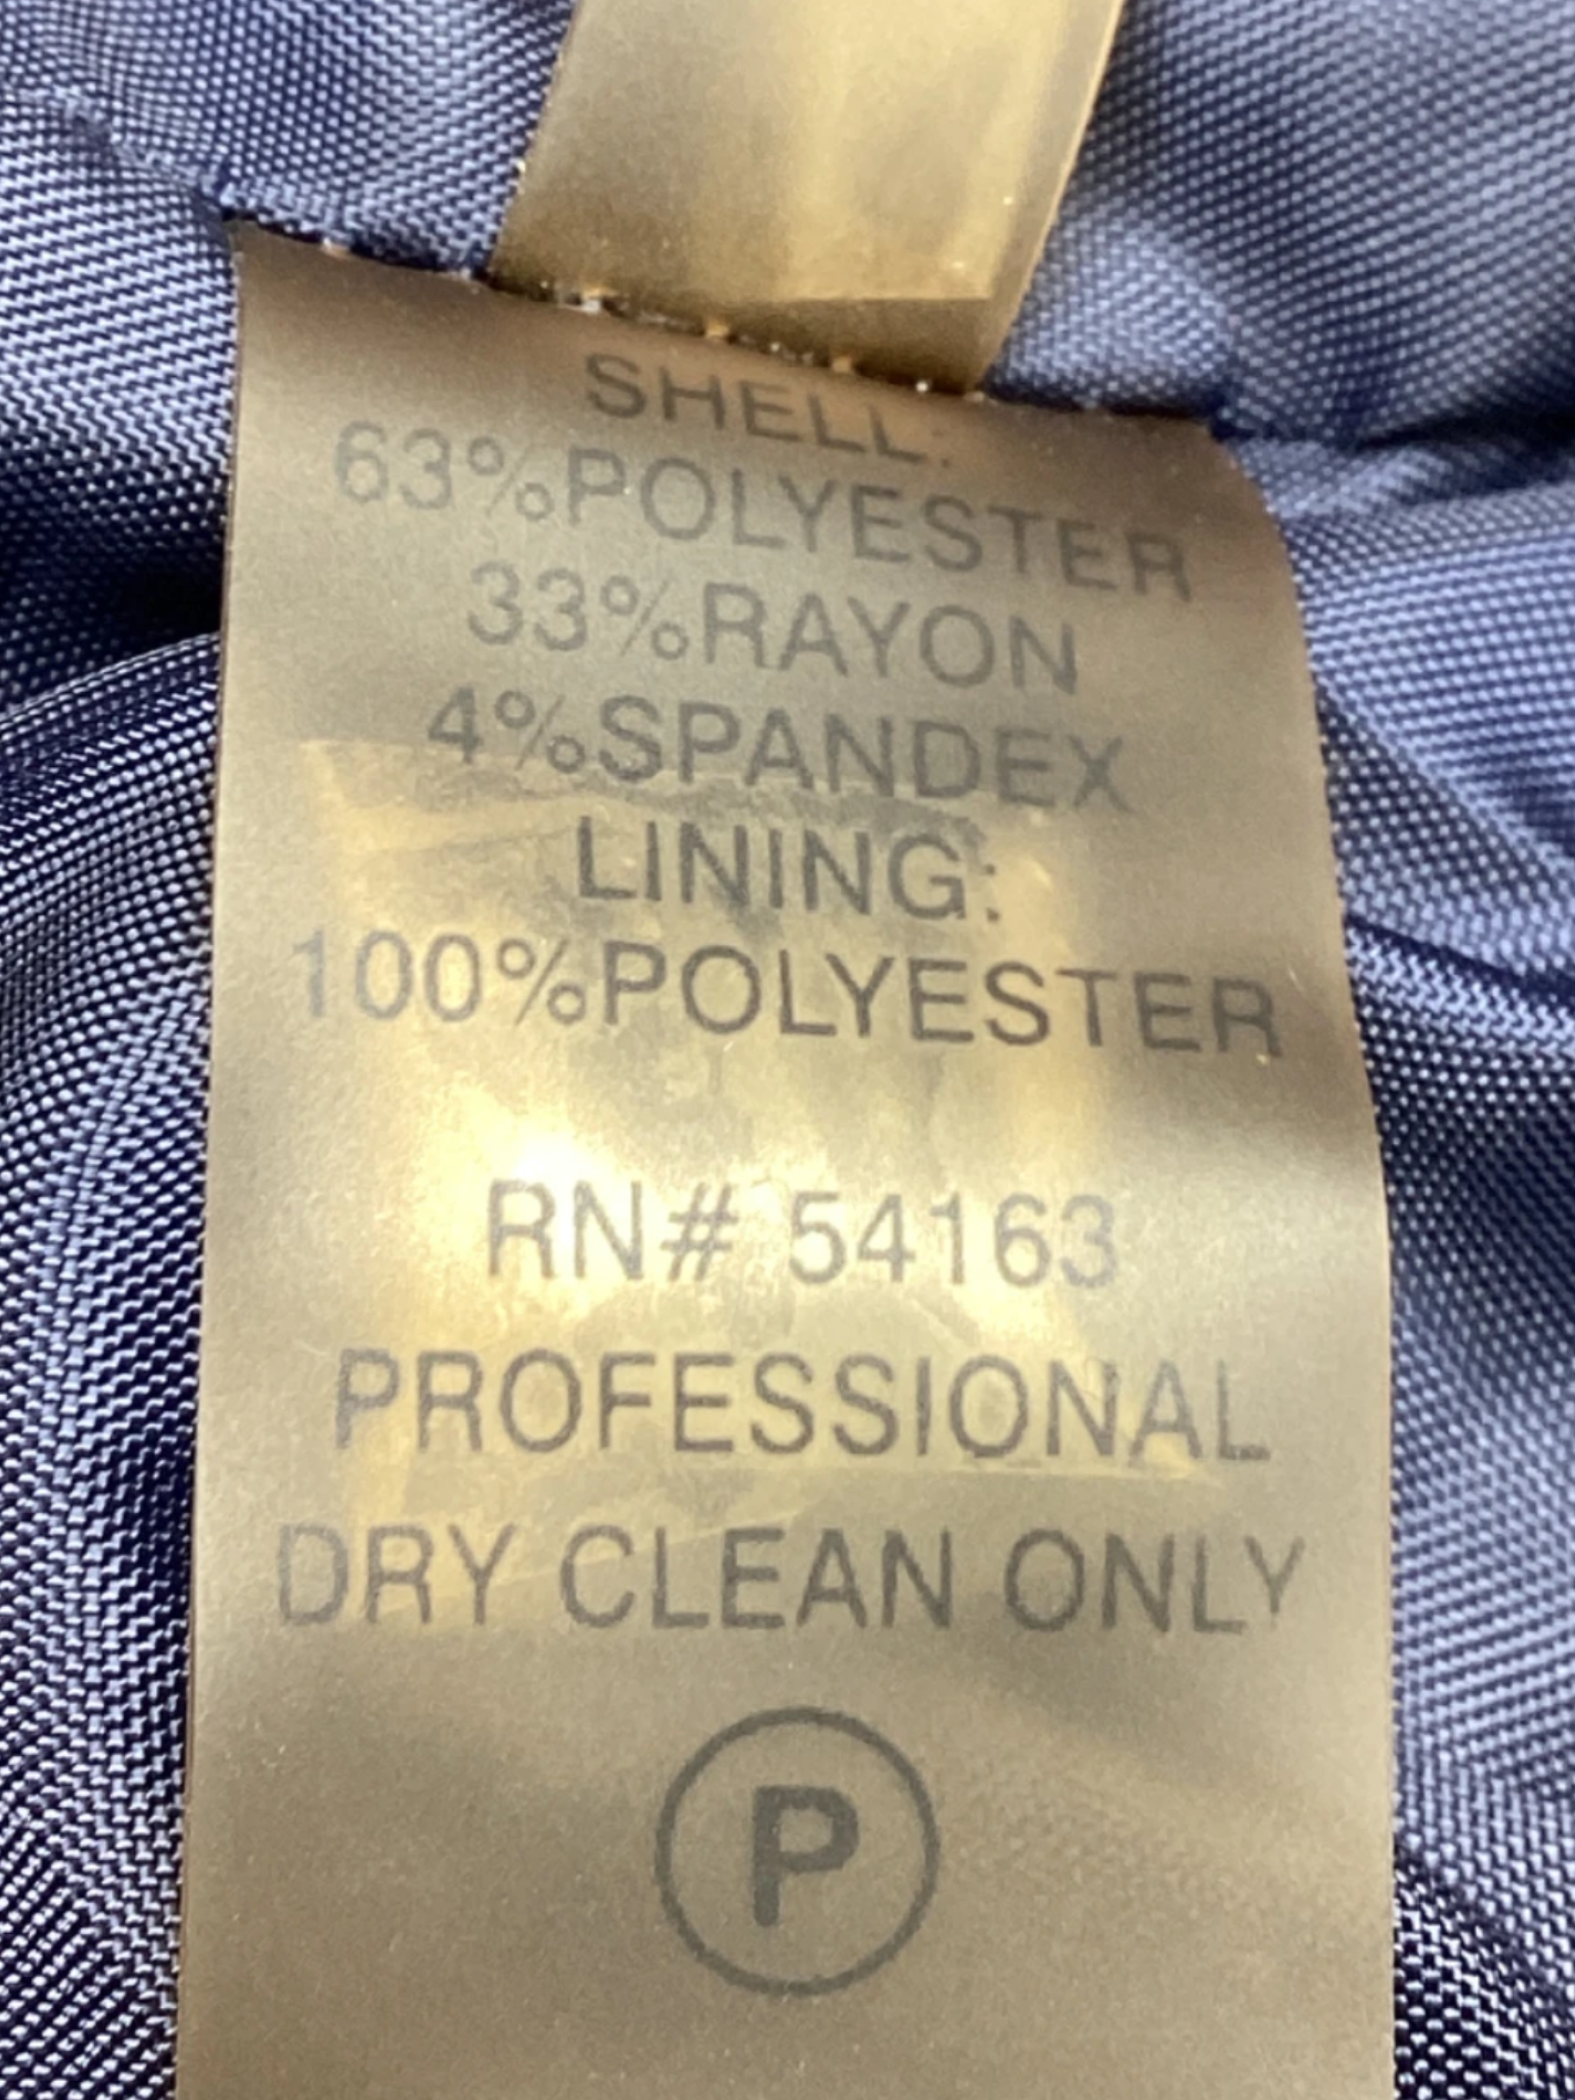 SHELL:
63%POLYESTER
33%RAYON
4%SPANDEX
LINING:
100%POLYESTER
RN# 54163
PROFESSIONAL
DRY CLEAN ONLY
P